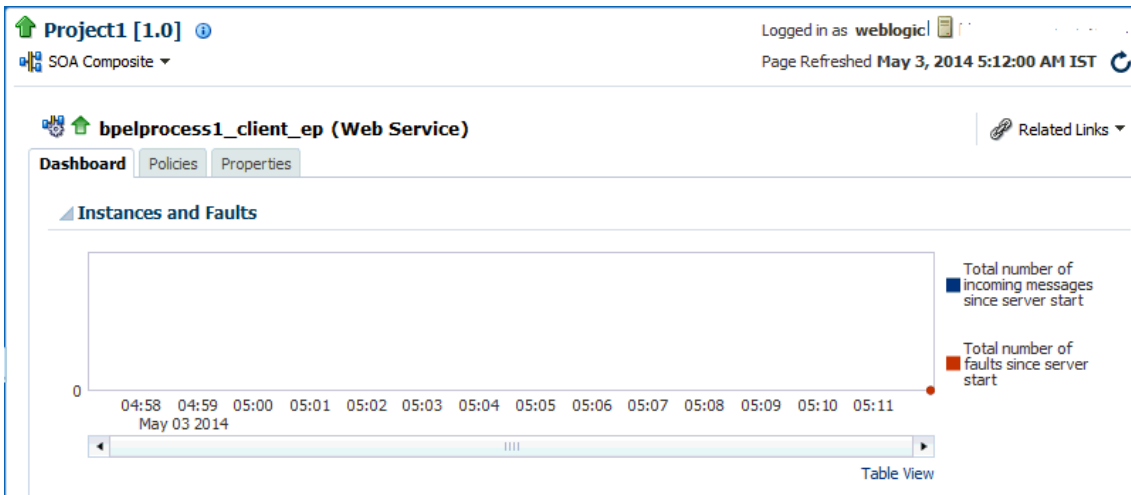 Project1 [1.0]
Logged in as weblogic
SOA Composite
Page Refreshed May 3, 2014 5:12:00 AM IST
bpelprocess1_client_ep (Web Service)
Related Links
Dashboard Policies Properties
Instances and Faults
Total number of
incoming messages
since server start
Total number of
faults since server
start
0
04:58 04:59 05:00 05:01 05:02 05:03 05:04 05:05 05:06 05:07 05:08 05:09 05:10 05:11
May 03 2014
Table View